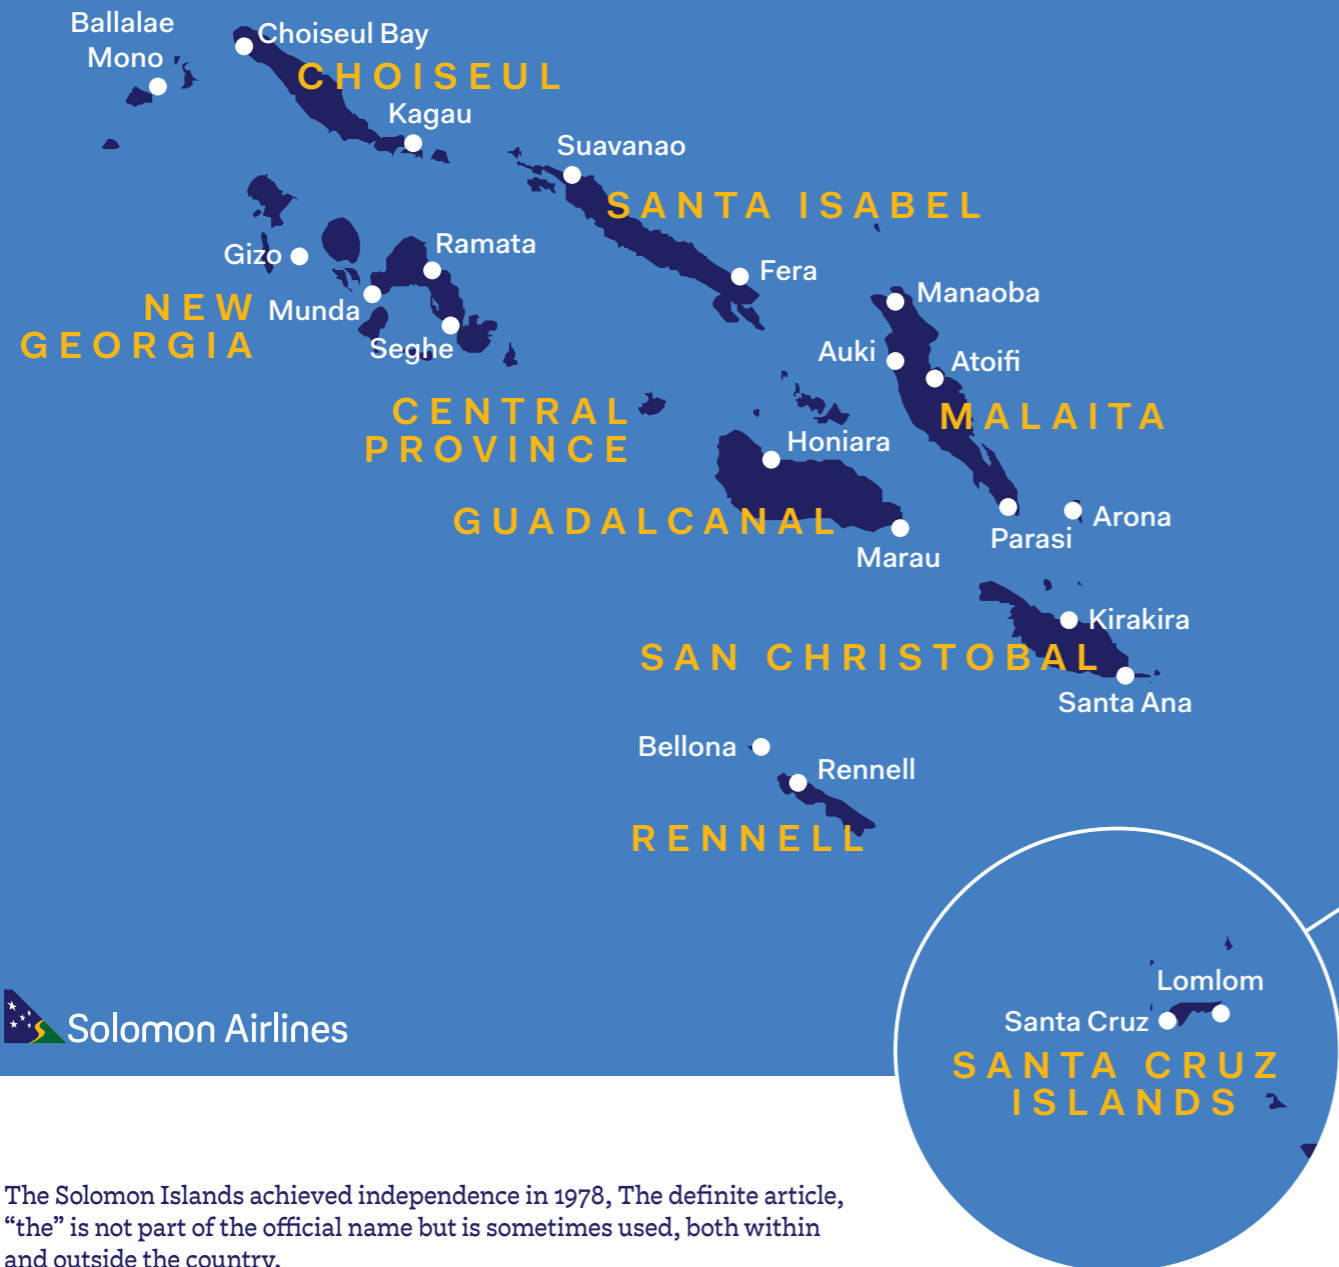 Ballalae
Mono
Choiseul Bay
CHOISEUL
Kagau
Suavanao
SANTA ISABEL
Gizo
Ramata
Fera
NEW
GEORGIA
Munda
Seghe
Manaoba
Auki
Atoifi
MALAITA
CENTRAL
PROVINCE
Honiara
GUADALCANAL
Marau
Parasi
Arona
Kirakira
SAN CHRISTOBAL
Santa Ana
Bellona
Rennell
RENNELL
Lomlom
Santa Cruz
SANTA CRUZ
ISLANDS
Solomon Airlines
The Solomon Islands achieved independence in 1978, The definite article,
“the” is not part of the official name but is sometimes used, both within
and outside the country.